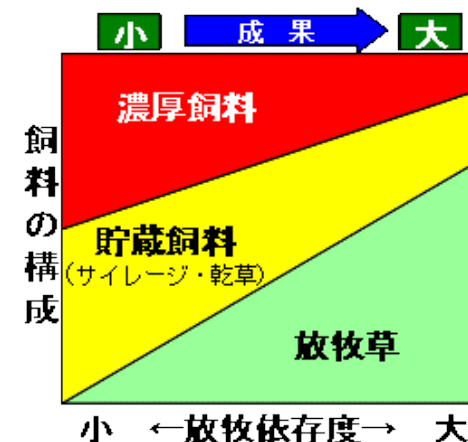 小 成 果 大
濃厚飼料
飼料の構成
貯蔵飼料
(サイレージ・乾草)
放牧草
小 ←放牧依存度→ 大